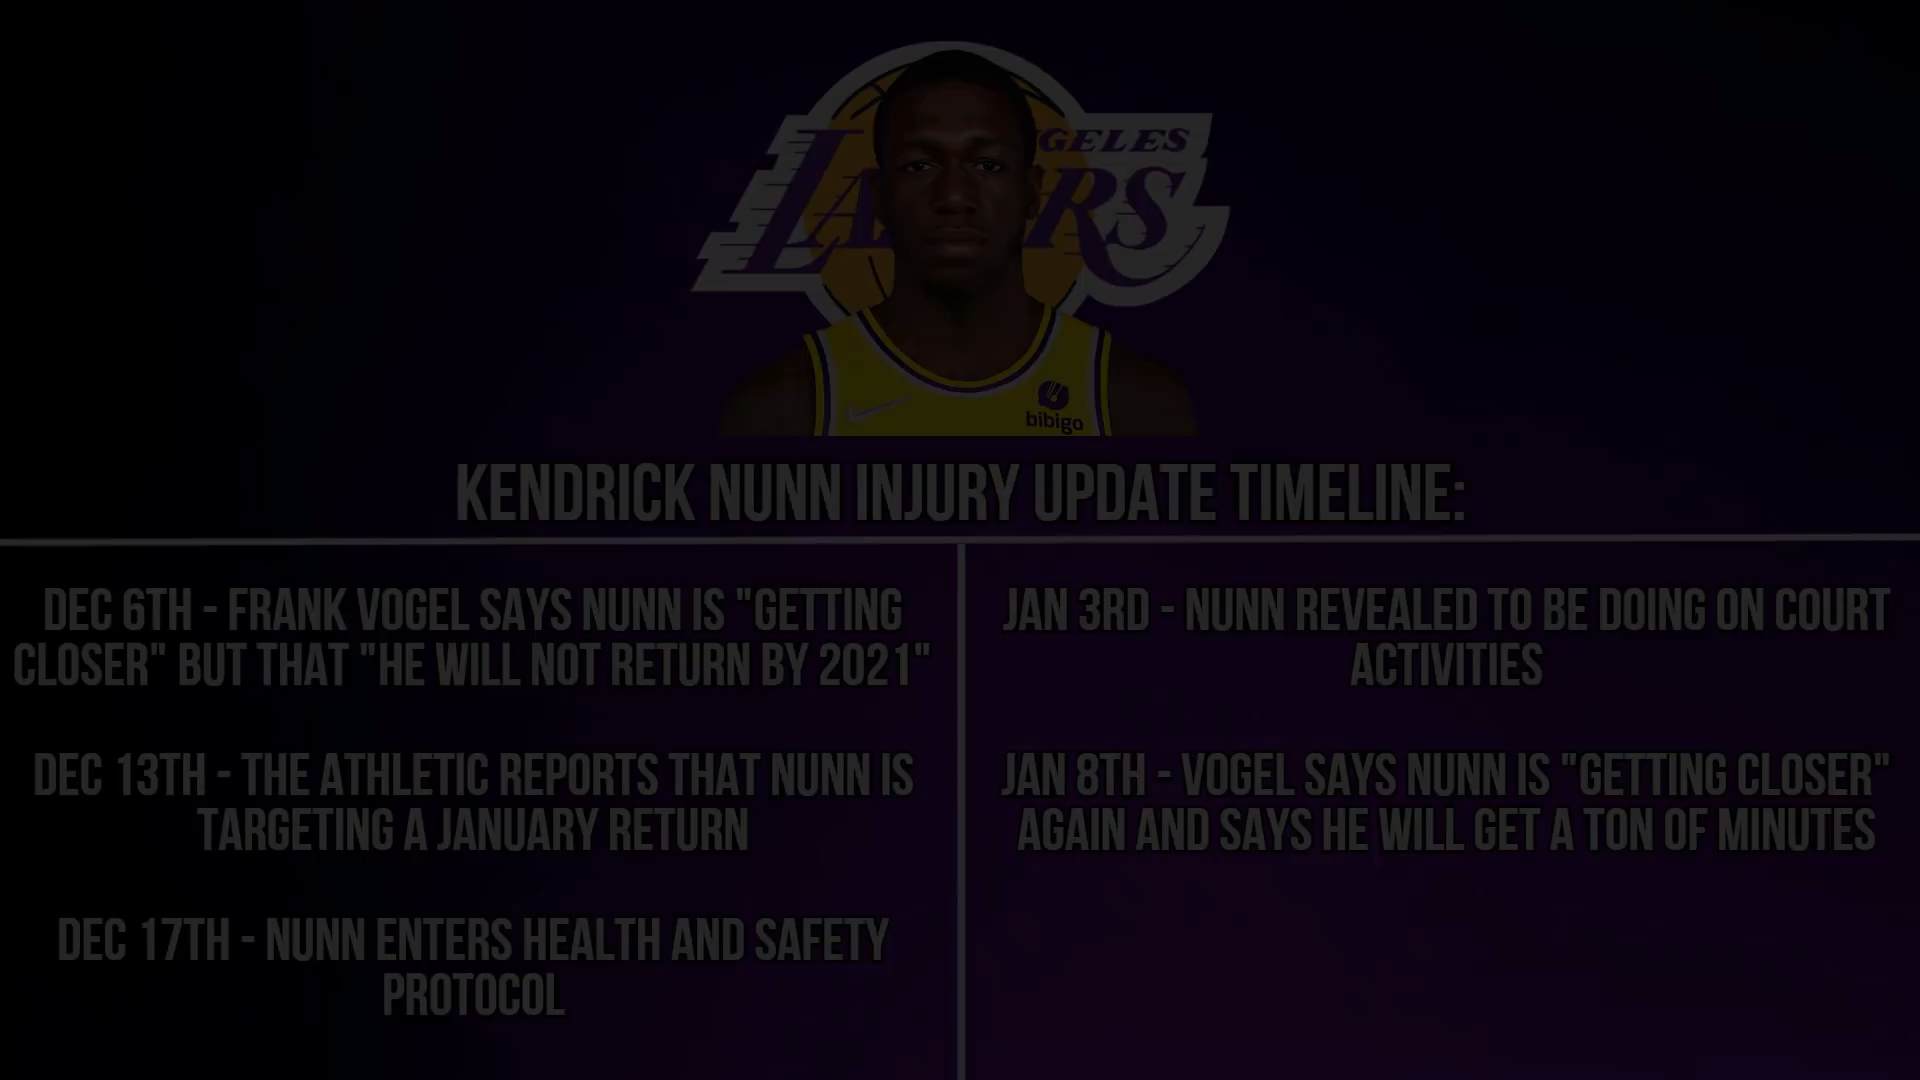 GELES
LA RS
bibigo
KENDRICK NUNN INJURY UPDATE TIMELINE:
DEC 6TH - FRANK VOGEL SAYS NUNN IS "GETTING
CLOSER" BUT THAT "HE WILL NOT RETURN BY 2021"
DEC 13TH - THE ATHLETIC REPORTS THAT NUNN IS
TARGETING A JANUARY RETURN
DEC 17TH - NUNN ENTERS HEALTH AND SAFETY
PROTOCOL
JAN 3RD - NUNN REVEALED TO BE DOING ON COURT
ACTIVITIES
JAN 8TH - VOGEL SAYS NUNN IS "GETTING CLOSER"
AGAIN AND SAYS HE WILL GET A TON OF MINUTES